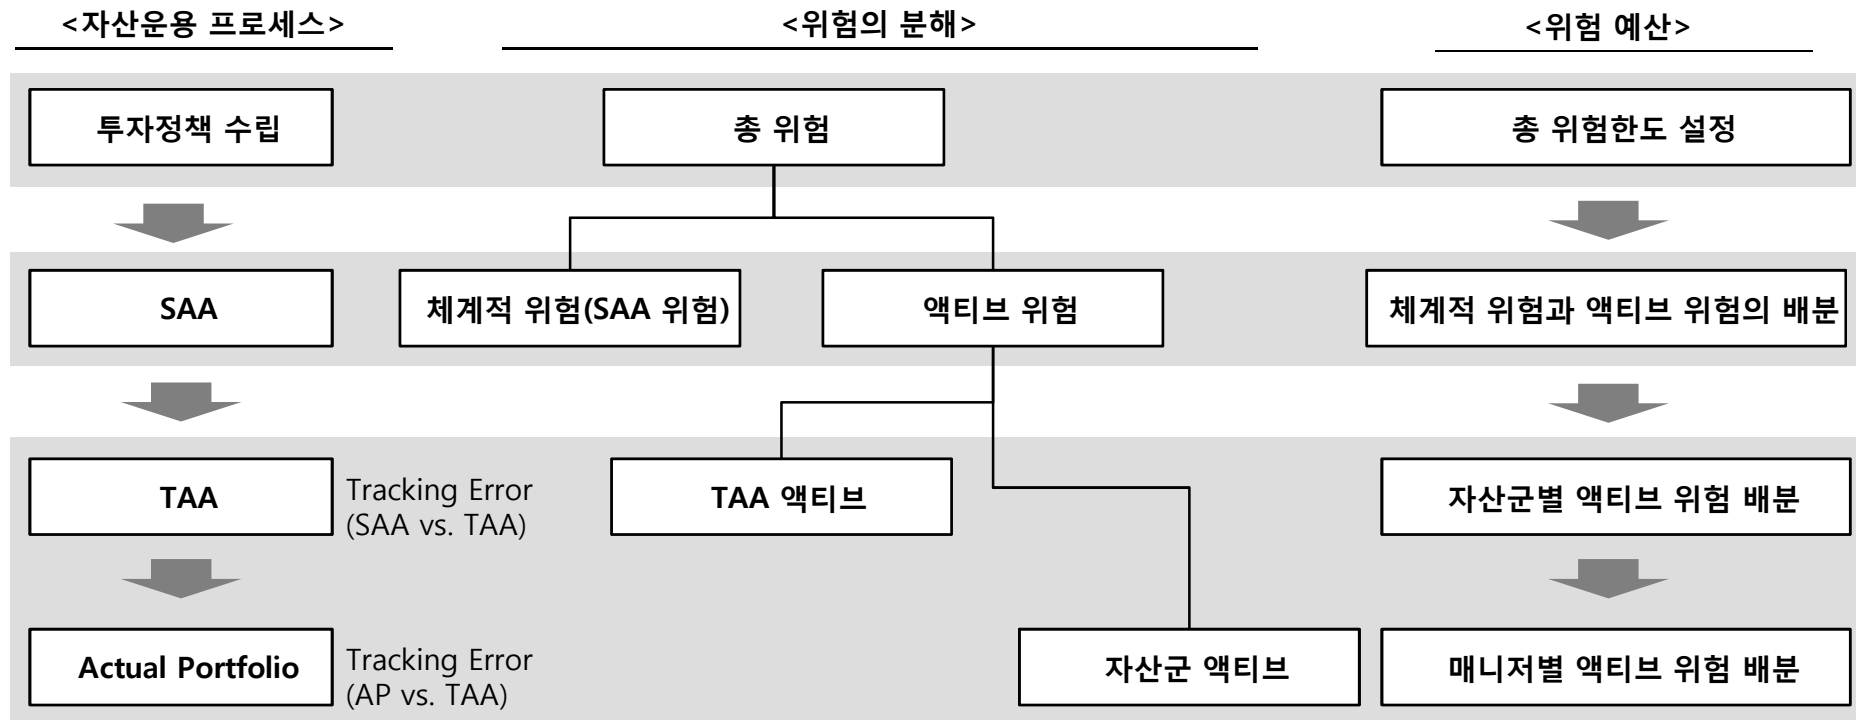 <자산운용 프로세스>
<위험의 분해>
<위험 예산>
투자정책 수립
총 위험
총 위험한도 설정
SAA
체계적 위험(SAA 위험)
액티브 위험
체계적 위험과 액티브 위험의 배분
TAA
Tracking Error
(SAA vs. TAA)
TAA 액티브
자산군별 액티브 위험 배분
Actual Portfolio
Tracking Error
(AP vs. TAA)
자산군 액티브
매니저별 액티브 위험 배분